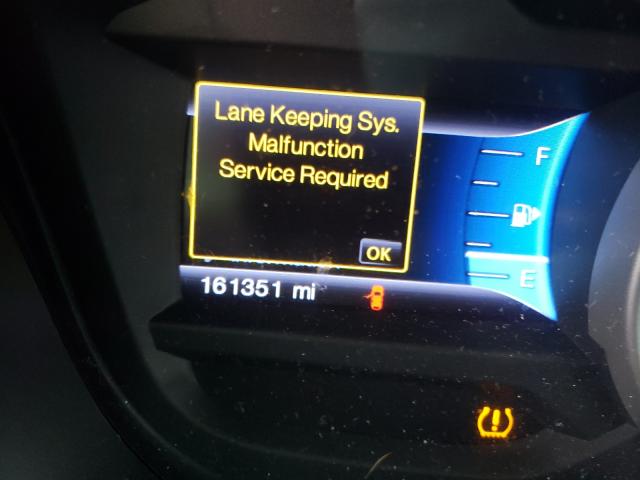 Lane Keeping Sys.
Malfunction
Service Required
OK
161351 mi
F
E